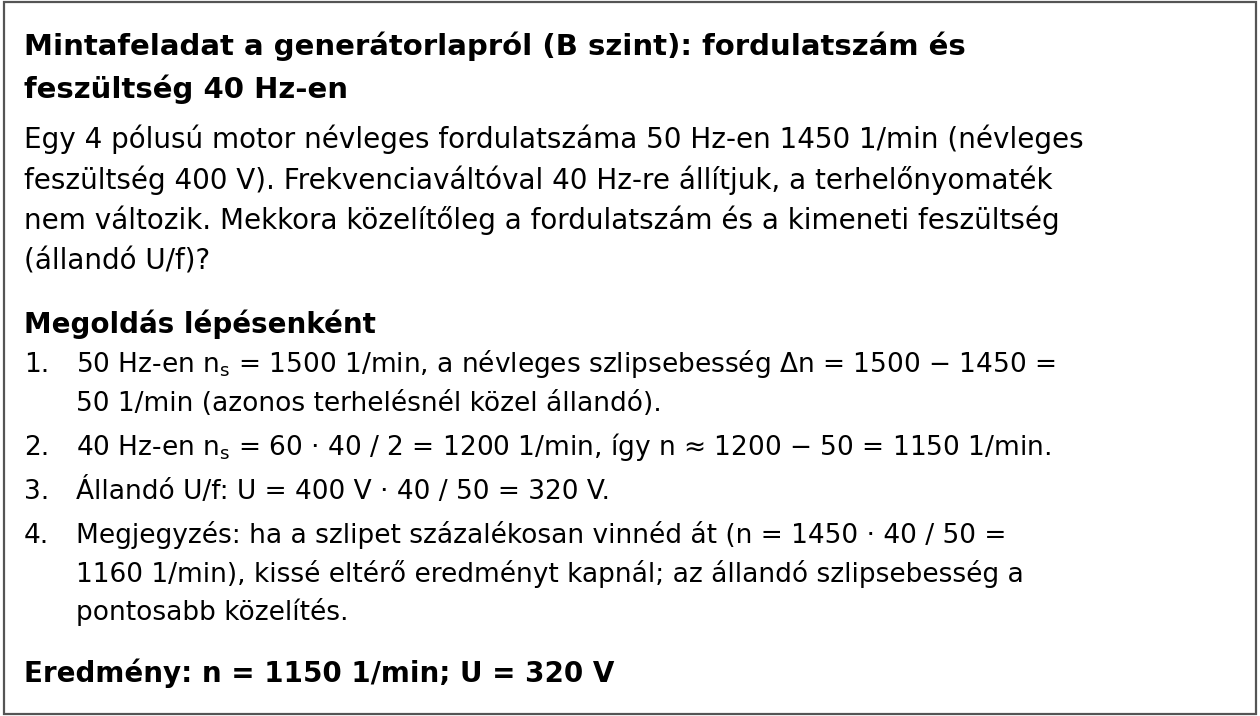 Mintafeladat a generátorlapról (B szint): fordulatszám és
feszültség 40 Hz-en
Egy 4 pólusú motor névleges fordulatszáma 50 Hz-en 1450 1/min (névleges
feszültség 400 V). Frekvenciaváltóval 40 Hz-re állítjuk, a terhelőnyomaték
nem változik. Mekkora közelítőleg a fordulatszám és a kimeneti feszültség
(állandó U/f)?
Megoldás lépésenként
1. 50 Hz-en nₛ = 1500 1/min, a névleges szlipsebesség Δn = 1500 − 1450 =
50 1/min (azonos terhelésnél közel állandó).
2. 40 Hz-en nₛ = 60 · 40 / 2 = 1200 1/min, így n ≈ 1200 − 50 = 1150 1/min.
3. Állandó U/f: U = 400 V · 40 / 50 = 320 V.
4. Megjegyzés: ha a szlipet százalékosan vinnéd át (n = 1450 · 40 / 50 =
1160 1/min), kissé eltérő eredményt kapnál; az állandó szlipsebesség a
pontosabb közelítés.
Eredmény: n = 1150 1/min; U = 320 V